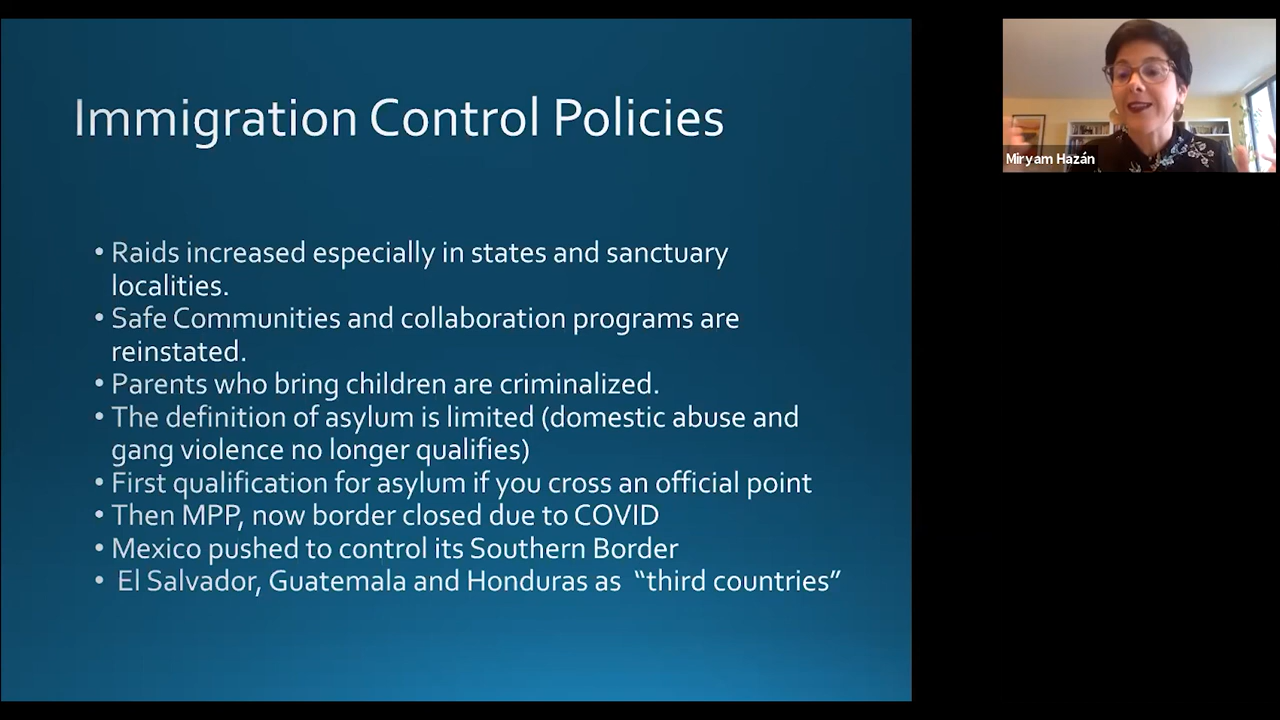 Immigration Control Policies
• Raids increased especially in states and sanctuary
localities.
• Safe Communities and collaboration programs are
reinstated.
• Parents who bring children are criminalized.
• The definition of asylum is limited (domestic abuse and
gang violence no longer qualifies)
• First qualification for asylum if you cross an official point
• Then MPP, now border closed due to COVID
• Mexico pushed to control its Southern Border
• El Salvador, Guatemala and Honduras as “third countries”
Miryam Hazán